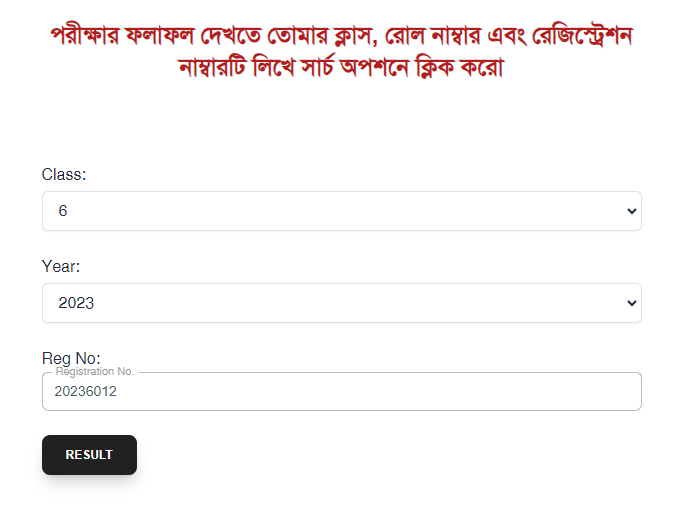 পরীক্ষার ফলাফল দেখতে তোমার ক্লাস, রোল নাম্বার এবং রেজিস্ট্রেশন
নাম্বারটি লিখে সার্চ অপশনে ক্লিক করো
Class:
6
Year:
2023
Reg No:
Registration No.
20236012
RESULT